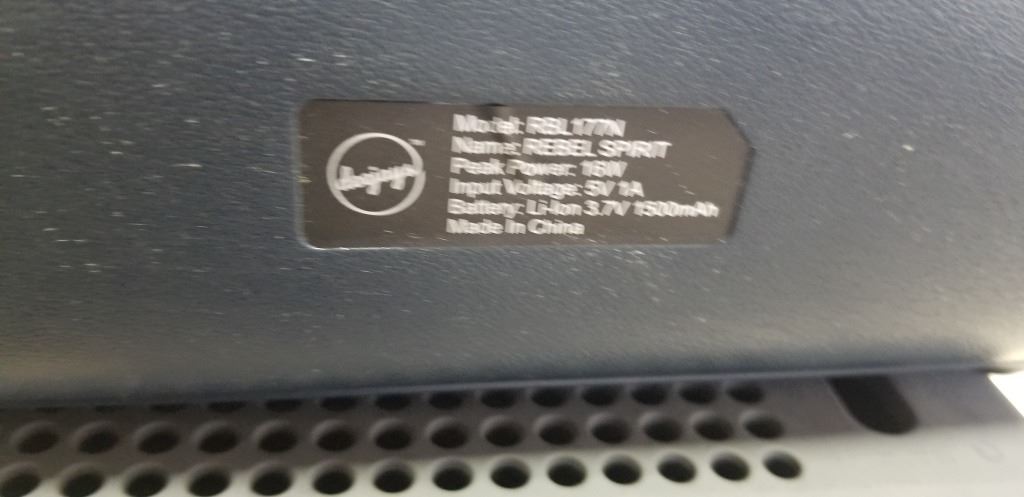 Model: RBL177N
Name: REBEL SPIRIT
Peak Power: 16W
Input Voltage: 5V 1A
Battery: Li-Ion 3.7V 1500mAh
Made In China